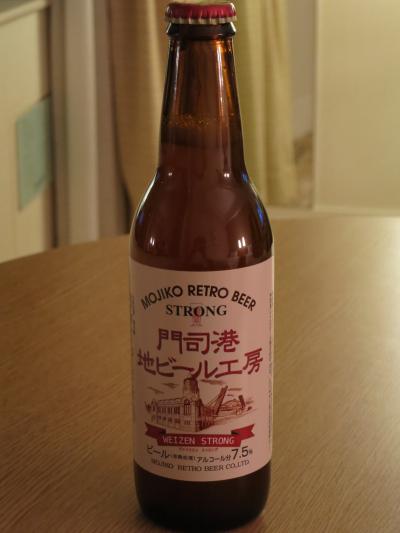 MOJIKO RETRO BEER
STRONG
門司港
地ビール工房
WEIZEN STRONG
ビール アルコール分 7.5%
MOJIKO RETRO BEER CO.,LTD.